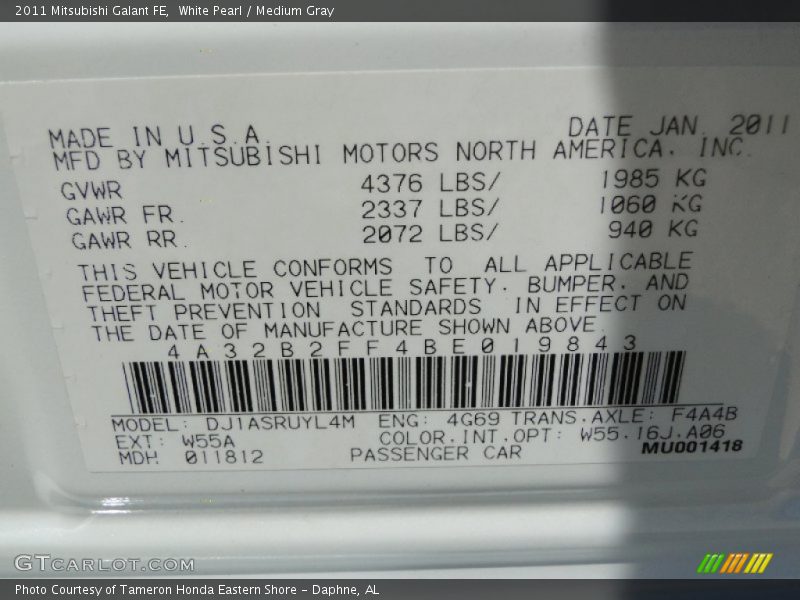 2011 Mitsubishi Galant FE, White Pearl / Medium Gray
MADE IN U.S.A. DATE JAN. 2011
MFD BY MITSUBISHI MOTORS NORTH AMERICA. INC.
GVWR 4376 LBS/ 1985 KG
GAWR FR. 2337 LBS/ 1060 KG
GAWR RR. 2072 LBS/ 940 KG
THIS VEHICLE CONFORMS TO ALL APPLICABLE
FEDERAL MOTOR VEHICLE SAFETY. BUMPER. AND
THEFT PREVENTION STANDARDS IN EFFECT ON
THE DATE OF MANUFACTURE SHOWN ABOVE.
4A32B2FF4BE019843
MODEL: DJ1ASRUYL4M ENG: 4G69 TRANS.AXLE: F4A4B
EXT: W55A COLOR.INT.OPT: W55.16J.A06
MDH 011812 PASSENGER CAR MU001418
GTCARLOT.COM
Photo Courtesy of Tameron Honda Eastern Shore - Daphne, AL